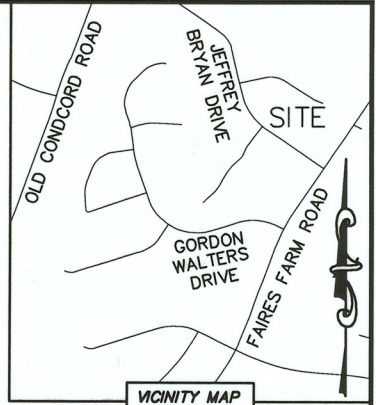 OLD CONDCORD ROAD
JEFFREY
BRYAN DRIVE
SITE
GORDON
WALTERS
DRIVE
FAIRES FARM ROAD
VICINITY MAP